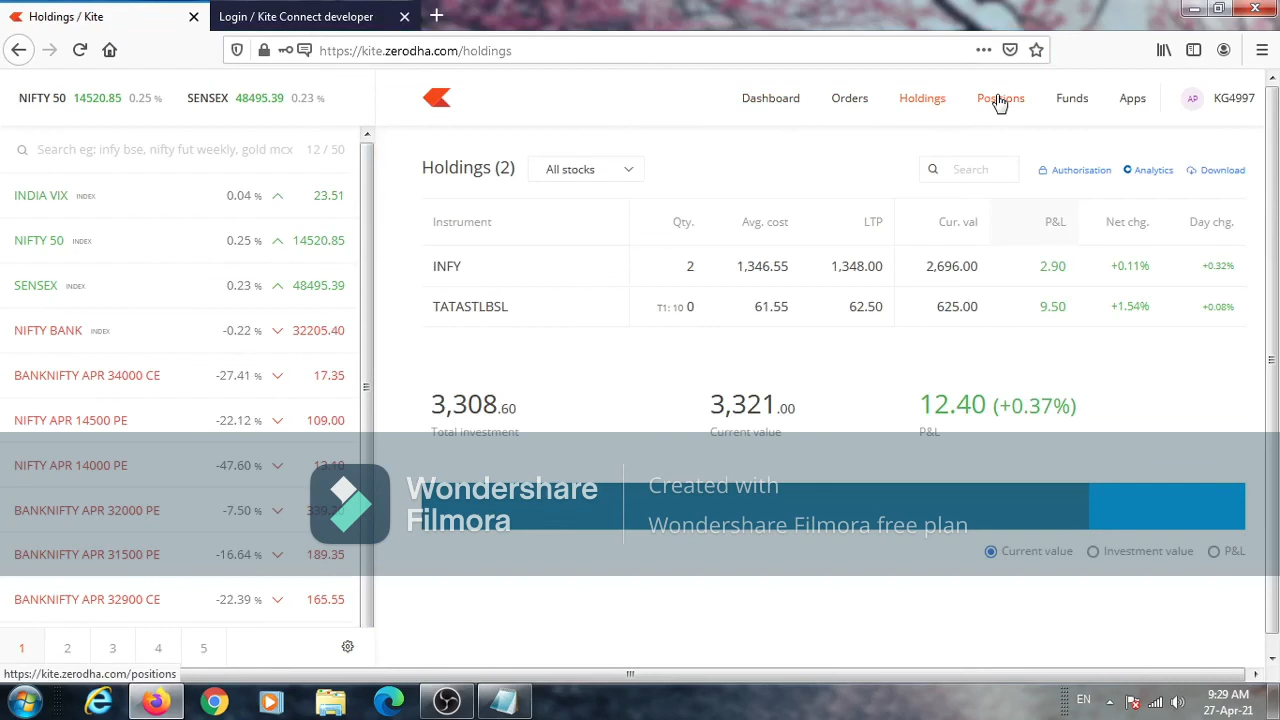 Holdings / Kite
Login / Kite Connect developer
https://kite.zerodha.com/holdings
NIFTY 50 14520.85 0.25 % SENSEX 48495.39 0.23 %
Dashboard Orders Holdings Positions Funds Apps AP KG4997
Search eg: infy bse, nifty fut weekly, gold mcx 12 / 50
INDIA VIX INDEX 0.04 % 23.51
NIFTY 50 INDEX 0.25 % 14520.85
SENSEX INDEX 0.23 % 48495.39
NIFTY BANK INDEX -0.22 % 32205.40
BANKNIFTY APR 34000 CE -27.41 % 17.35
NIFTY APR 14500 PE -22.12 % 109.00
NIFTY APR 14000 PE -47.60 % 13.10
BANKNIFTY APR 32000 PE -7.50 %
BANKNIFTY APR 31500 PE -16.64 % 189.35
BANKNIFTY APR 32900 CE -22.39 % 165.55
1 2 3 4 5
Holdings (2) All stocks Search Authorisation Analytics Download
Instrument Qty. Avg. cost LTP Cur. val P&L Net chg. Day chg.
INFY 2 1,346.55 1,348.00 2,696.00 2.90 +0.11% +0.32%
TATASTLBSL T1: 10 0 61.55 62.50 625.00 9.50 +1.54% +0.08%
3,308.60 3,321.00 12.40 (+0.37%)
Total investment Current value P&L
Wondershare
Filmora
Created with
Wondershare Filmora free plan
Current value Investment value P&L
https://kite.zerodha.com/positions
EN 9:29 AM
27-Apr-21